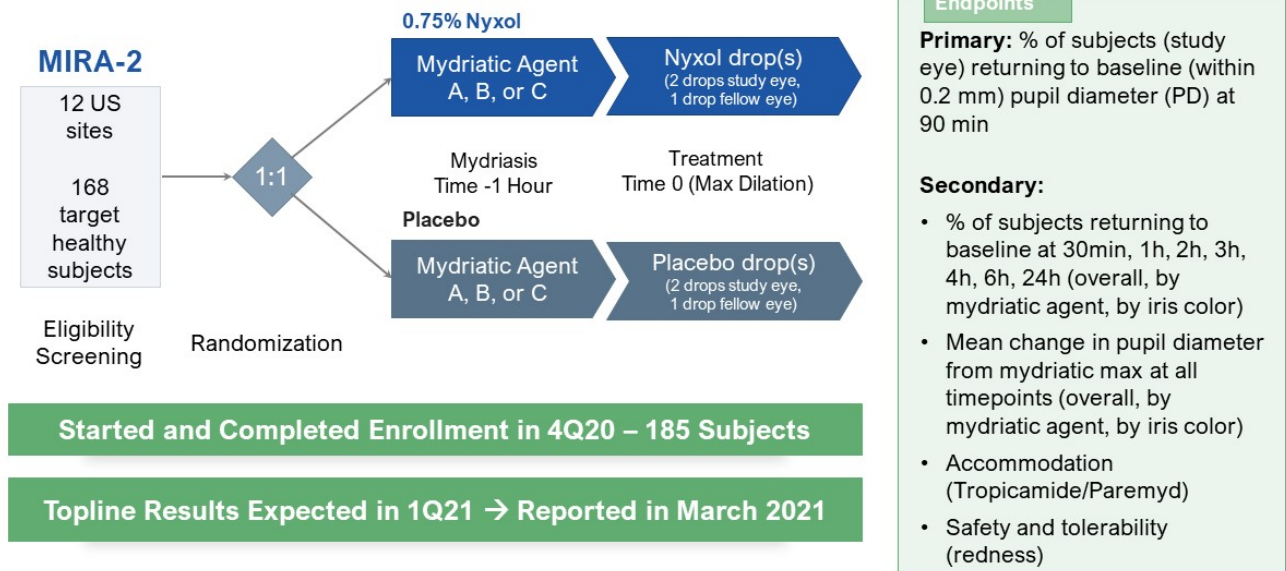 0.75% Nyxol
MIRA-2
12 US
sites
168
target
healthy
subjects
1:1
Mydriatic Agent
A, B, or C
Nyxol drop(s)
(2 drops study eye,
1 drop fellow eye)
Mydriasis
Time -1 Hour
Treatment
Time 0 (Max Dilation)
Placebo
Mydriatic Agent
A, B, or C
Placebo drop(s)
(2 drops study eye,
1 drop fellow eye)
Eligibility
Screening
Randomization
Started and Completed Enrollment in 4Q20 – 185 Subjects
Topline Results Expected in 1Q21 → Reported in March 2021
Endpoints
Primary: % of subjects (study
eye) returning to baseline (within
0.2 mm) pupil diameter (PD) at
90 min
Secondary:
• % of subjects returning to
baseline at 30min, 1h, 2h, 3h,
4h, 6h, 24h (overall, by
mydriatic agent, by iris color)
• Mean change in pupil diameter
from mydriatic max at all
timepoints (overall, by
mydriatic agent, by iris color)
• Accommodation
(Tropicamide/Paremyd)
• Safety and tolerability
(redness)